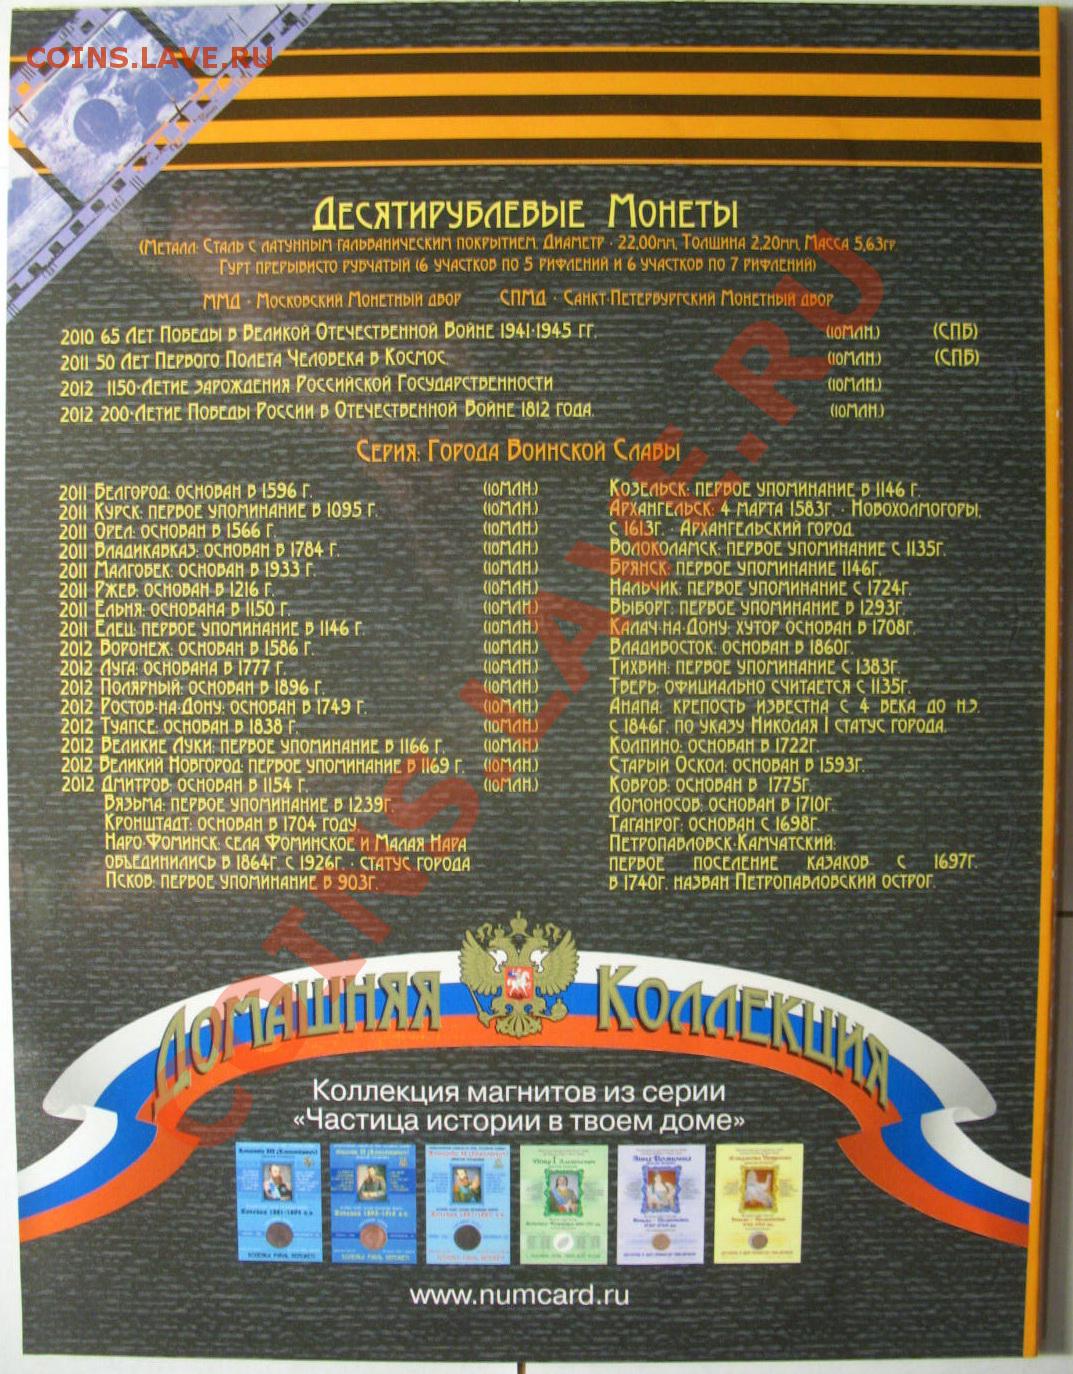 COINS.LAVE.RU
Десятирублевые Монеты
(Металл: Сталь с латунным гальваническим покрытием. Диаметр - 22,00мм, Толщина 2,20мм, Масса 5,63гр.
Гурт прерывисто рубчатый (6 участков по 5 рифлений и 6 участков по 7 рифлений)
ММД - Московский Монетный двор СПМД - Санкт-Петербургский Монетный двор
2010 65 Лет Победы в Великой Отечественной Войне 1941-1945 гг. (10млн.) (СПБ)
2011 50 Лет Первого Полета Человека в Космос (10млн.) (СПБ)
2012 1150-Летие зарождения Российской Государственности (10млн.)
2012 200-Летие Победы России в Отечественной Войне 1812 года. (10млн.)
Серия: Города Воинской Славы
2011 Белгород: основан в 1596 г. (10млн.)
2011 Курск: первое упоминание в 1095 г. (10млн.)
2011 Орел: основан в 1566 г. (10млн.)
2011 Владикавказ: основан в 1784 г. (10млн.)
2011 Малгобек: основан в 1933 г. (10млн.)
2011 Ржев: основан в 1216 г. (10млн.)
2011 Ельня: основана в 1150 г. (10млн.)
2011 Елец: первое упоминание в 1146 г. (10млн.)
2012 Воронеж: основан в 1586 г. (10млн.)
2012 Луга: основана в 1777 г. (10млн.)
2012 Полярный: основан в 1896 г. (10млн.)
2012 Ростов-на-Дону: основан в 1749 г. (10млн.)
2012 Туапсе: основан в 1838 г. (10млн.)
2012 Великие Луки: первое упоминание в 1166 г. (10млн.)
2012 Великий Новгород: первое упоминание в 1169 г. (10млн.)
2012 Дмитров: основан в 1154 г. (10млн.)
Вязьма: первое упоминание в 1239г.
Кронштадт: основан в 1704 году.
Наро-Фоминск: села Фоминское и Малая Нара
объединились в 1864г. с 1926г. - статус города
Псков: первое упоминание в 903г.
Козельск: первое упоминание в 1146 г.
Архангельск: 4 марта 1583г. - Новохолмогоры,
с 1613г. - Архангельский город
Волоколамск: первое упоминание с 1135г.
Брянск: первое упоминание 1146г.
Нальчик: первое упоминание с 1724г.
Выборг: первое упоминание в 1293г.
Калач-на-Дону: хутор основан в 1708г.
Владивосток: основан в 1860г.
Тихвин: первое упоминание с 1383г.
Тверь: официально считается с 1135г.
Анапа: крепость известна с 4 века до н.э.
с 1846г. по указу Николая I статус города.
Колпино: основан в 1722г.
Старый Оскол: основан в 1593г.
Ковров: основан в 1775г.
Ломоносов: основан в 1710г.
Таганрог: основан с 1698г.
Петропавловск-Камчатский:
первое поселение казаков с 1697г.
в 1740г. назван Петропавловский острог.
COINS.LAVE.RU
Домашняя Коллекция
Коллекция магнитов из серии
«Частица истории в твоем доме»
www.numcard.ru